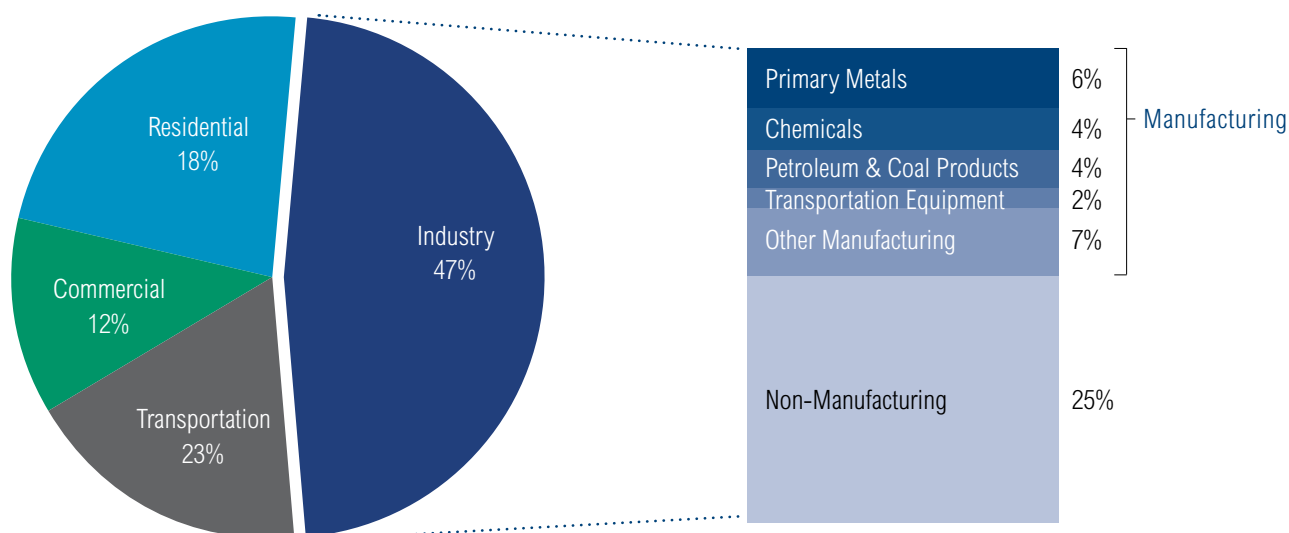 Residential
18%
Commercial
12%
Transportation
23%
Industry
47%
Primary Metals 6%
Chemicals 4%
Petroleum & Coal Products 4%
Transportation Equipment 2%
Other Manufacturing 7%
Manufacturing
Non-Manufacturing 25%